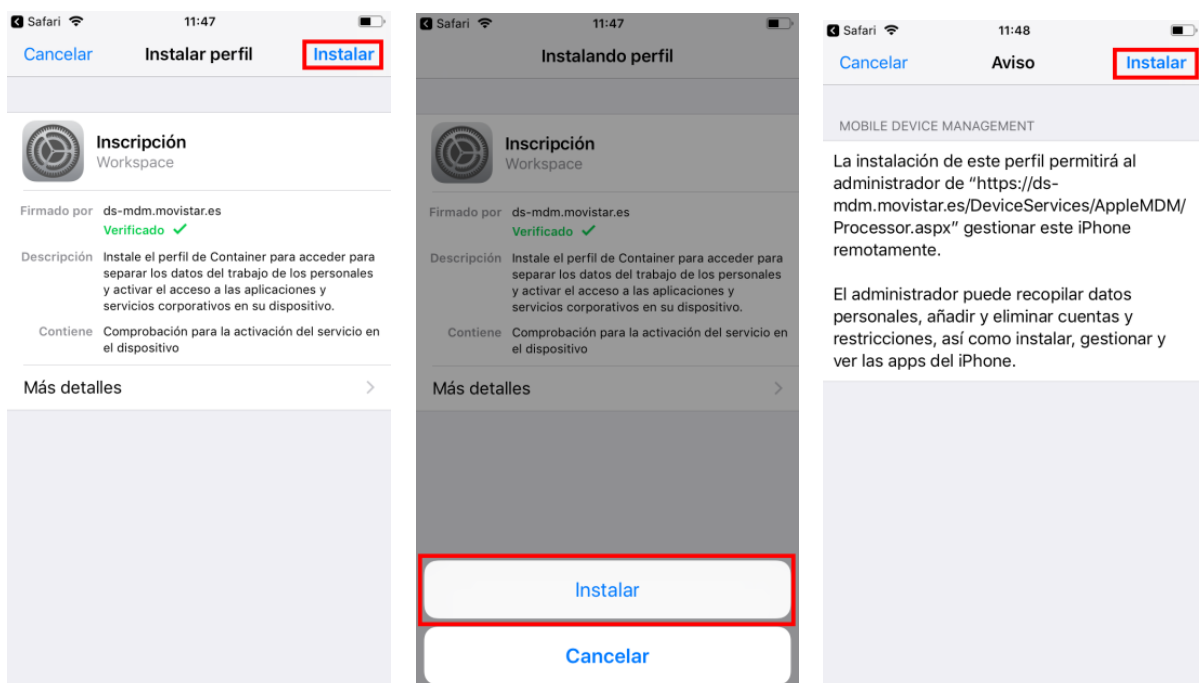 Safari
11:47
Cancelar
Instalar perfil
Instalar
Inscripción
Workspace
Firmado por ds-mdm.movistar.es
Verificado ✓
Descripción Instale el perfil de Container para acceder para
separar los datos del trabajo de los personales
y activar el acceso a las aplicaciones y
servicios corporativos en su dispositivo.
Contiene Comprobación para la activación del servicio en
el dispositivo
Más detalles
Safari
11:47
Instalando perfil
Inscripción
Workspace
Firmado por ds-mdm.movistar.es
Verificado ✓
Descripción Instale el perfil de Container para acceder para
separar los datos del trabajo de los personales
y activar el acceso a las aplicaciones y
servicios corporativos en su dispositivo.
Contiene Comprobación para la activación del servicio en
el dispositivo
Más detalles
Instalar
Cancelar
Safari
11:48
Cancelar
Aviso
Instalar
MOBILE DEVICE MANAGEMENT
La instalación de este perfil permitirá al
administrador de “https://ds-
mdm.movistar.es/DeviceServices/AppleMDM/
Processor.aspx” gestionar este iPhone
remotamente.
El administrador puede recopilar datos
personales, añadir y eliminar cuentas y
restricciones, así como instalar, gestionar y
ver las apps del iPhone.